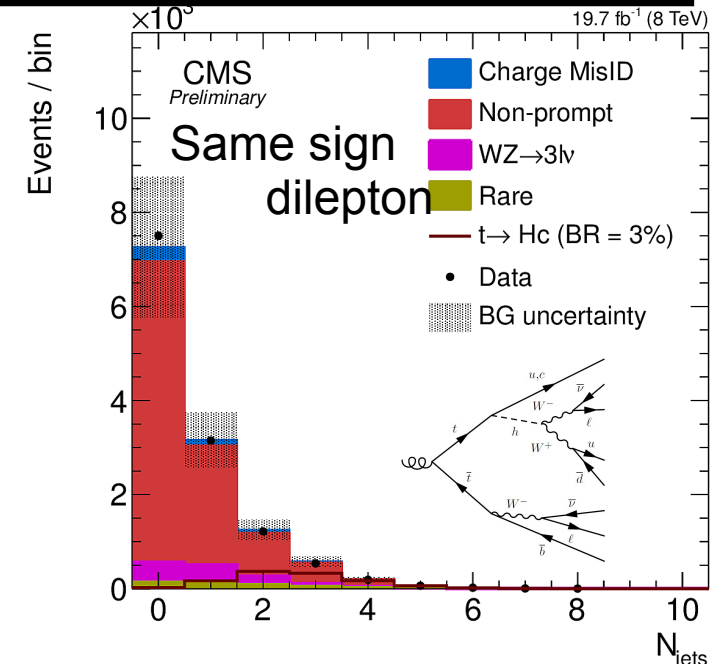 ×10³
19.7 fb⁻¹ (8 TeV)
Events / bin
CMS
Preliminary
Same sign
dilepton
Charge MisID
Non-prompt
WZ→3lν
Rare
t→ Hc (BR = 3%)
Data
BG uncertainty
10
8
6
4
2
0
u,c
t
h
W⁻
ν̅
ℓ
W⁺
u
d̅
t̅
W⁻
ν̅
ℓ
b̅
0 2 4 6 8 10
N jets